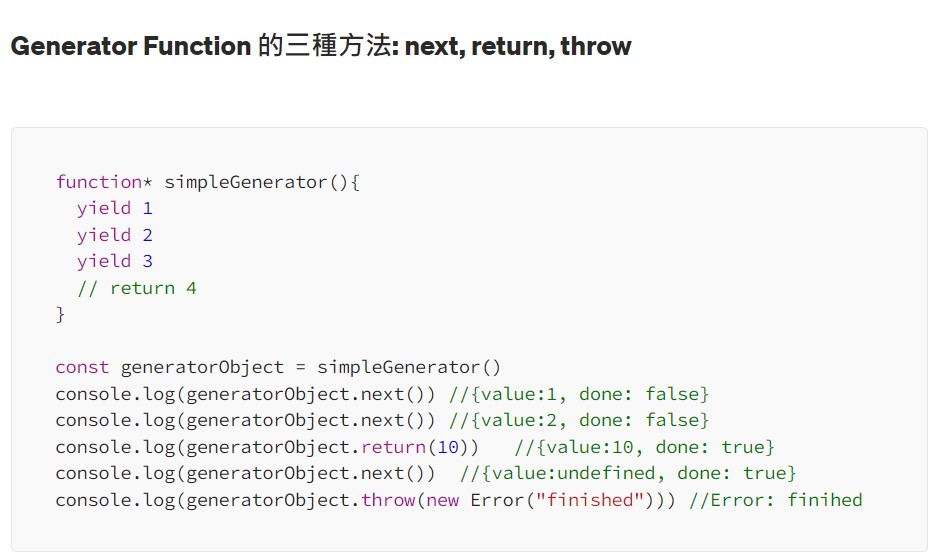 Generator Function 的三種方法: next, return, throw
function* simpleGenerator(){
  yield 1
  yield 2
  yield 3
  // return 4
}
const generatorObject = simpleGenerator()
console.log(generatorObject.next()) //{value:1, done: false}
console.log(generatorObject.next()) //{value:2, done: false}
console.log(generatorObject.return(10))   //{value:10, done: true}
console.log(generatorObject.next())  //{value:undefined, done: true}
console.log(generatorObject.throw(new Error("finished"))) //Error: finihed